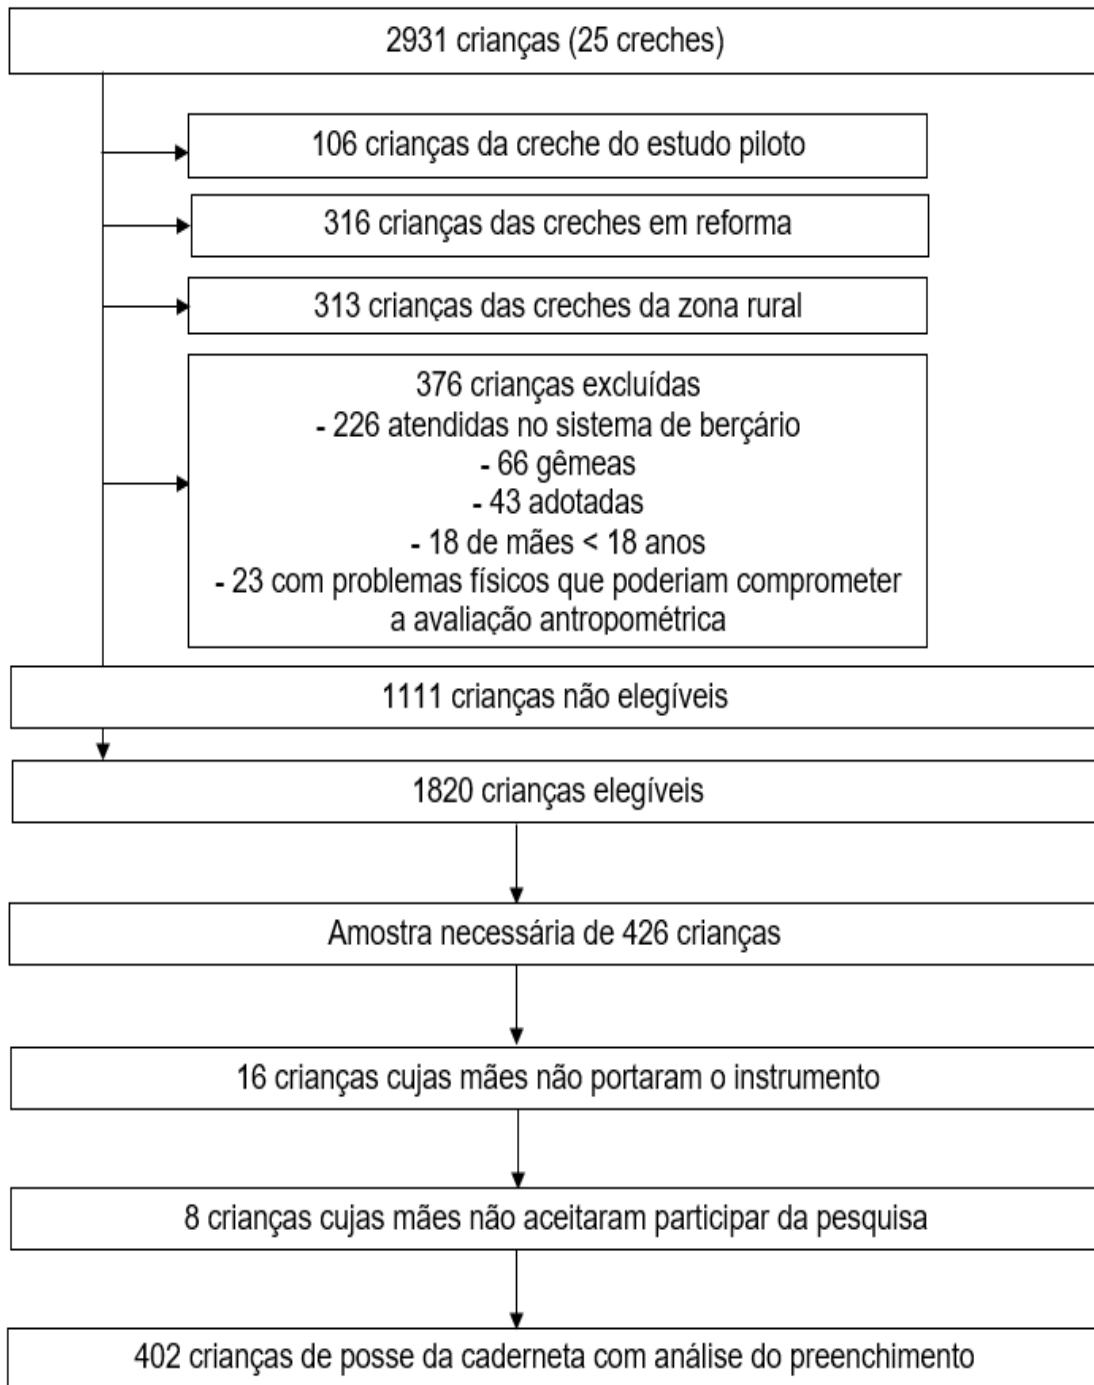 2931 crianças (25 creches)
106 crianças da creche do estudo piloto
316 crianças das creches em reforma
313 crianças das creches da zona rural
376 crianças excluídas
- 226 atendidas no sistema de berçário
- 66 gêmeas
- 43 adotadas
- 18 de mães < 18 anos
- 23 com problemas físicos que poderiam comprometer
a avaliação antropométrica
1111 crianças não elegíveis
1820 crianças elegíveis
Amostra necessária de 426 crianças
16 crianças cujas mães não portaram o instrumento
8 crianças cujas mães não aceitaram participar da pesquisa
402 crianças de posse da caderneta com análise do preenchimento